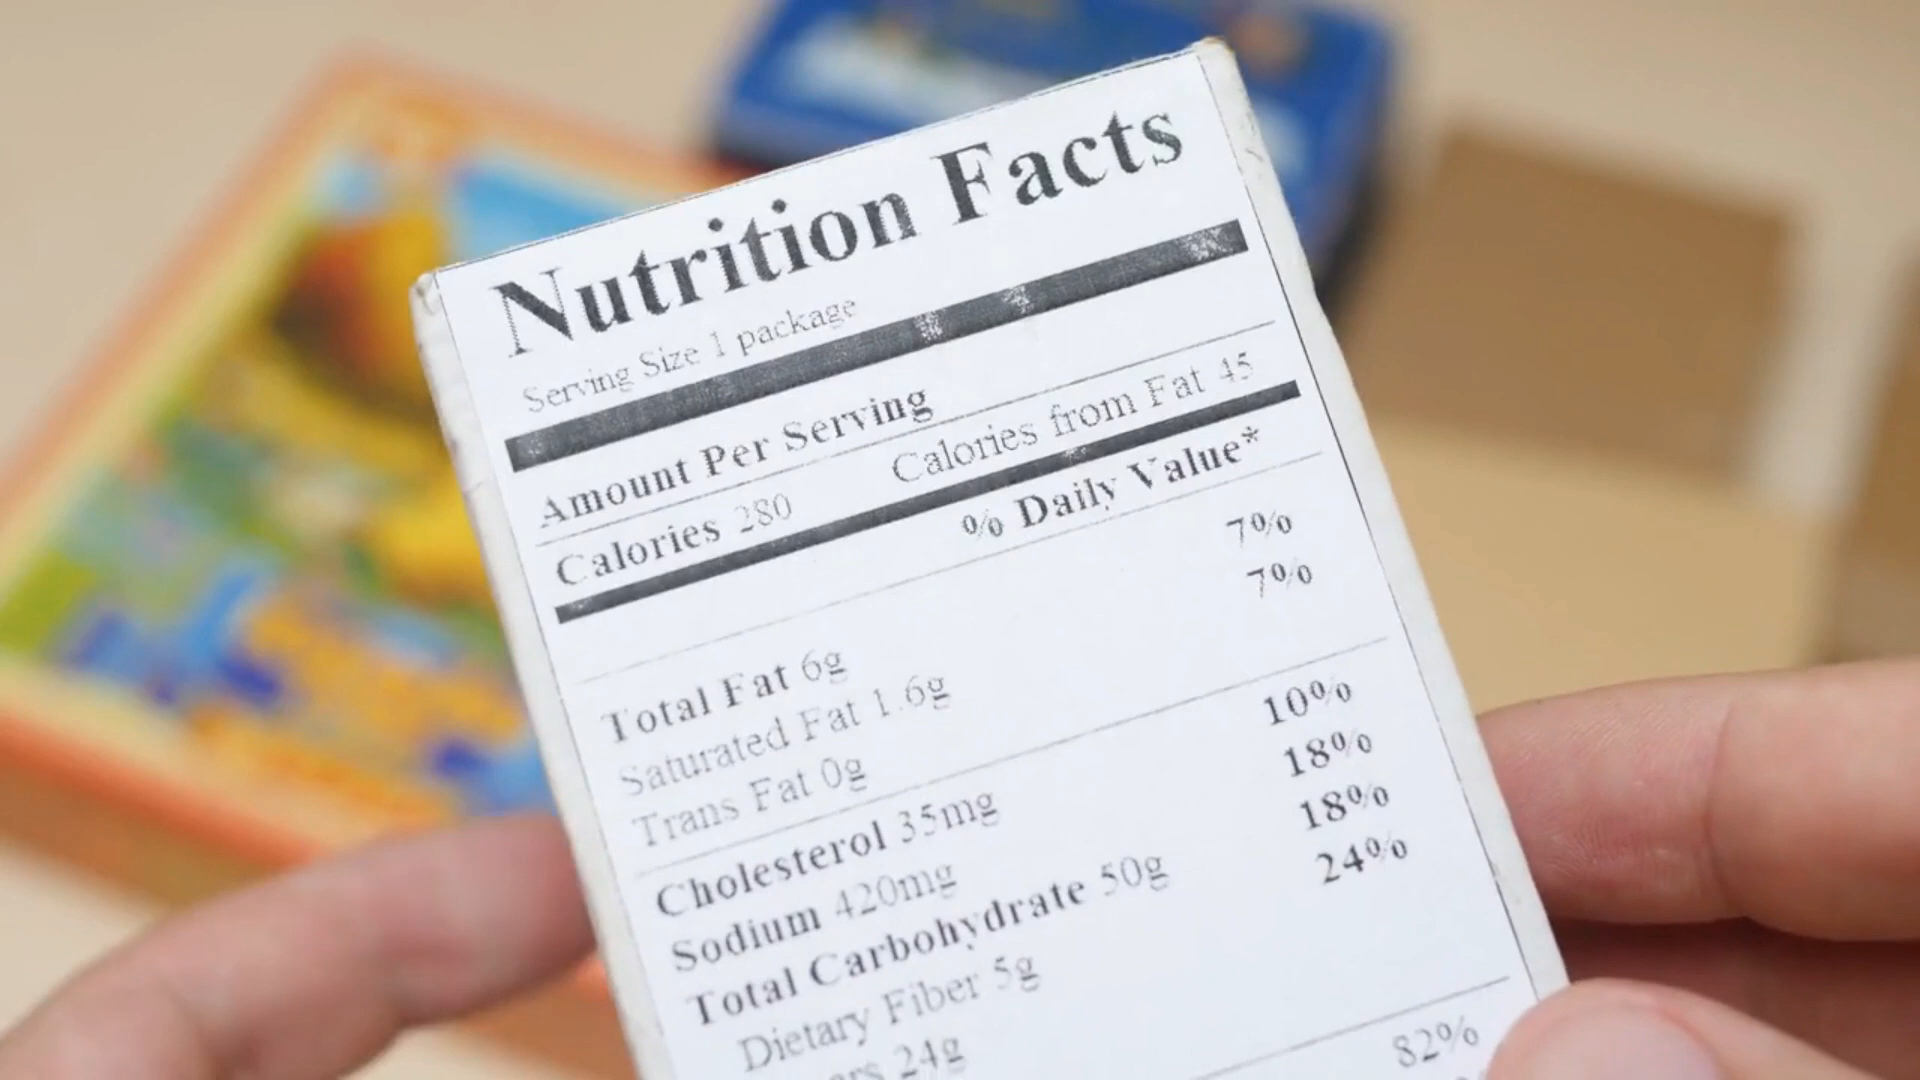 Nutrition Facts
Serving Size 1 package
Amount Per Serving
Calories 280 Calories from Fat 45
% Daily Value*
Total Fat 6g 7%
Saturated Fat 1.6g 7%
Trans Fat 0g
Cholesterol 35mg 10%
Sodium 420mg 18%
Total Carbohydrate 50g 18%
Dietary Fiber 5g 24%
24g
82%